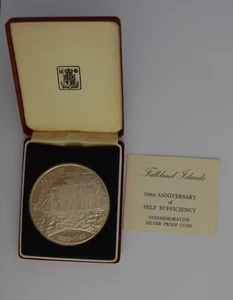 Falkland Islands
100th ANNIVERSARY
of
SELF SUFFICIENCY
COMMEMORATIVE
SILVER PROOF COIN